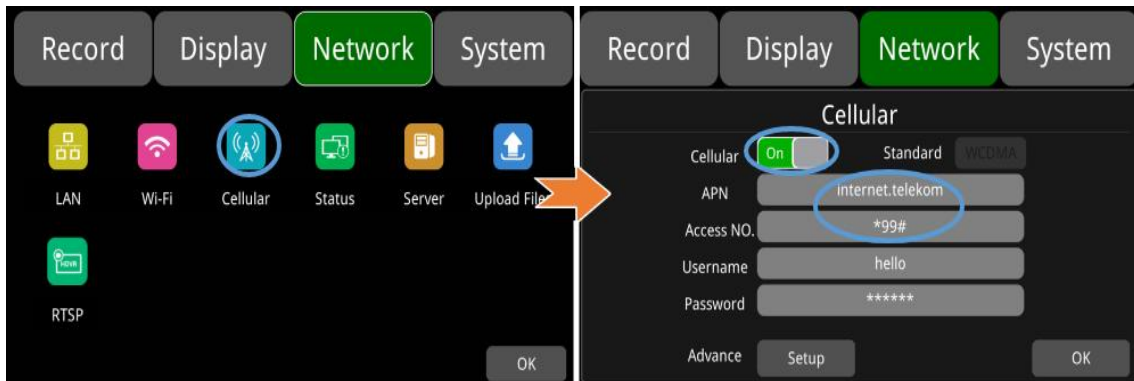 Record Display Network System
LAN Wi-Fi Cellular Status Server Upload File
HDVR
RTSP
OK
Record Display Network System
Cellular
Cellular On Standard WCDMA
APN internet.telekom
Access NO. *99#
Username hello
Password ******
Advance Setup OK